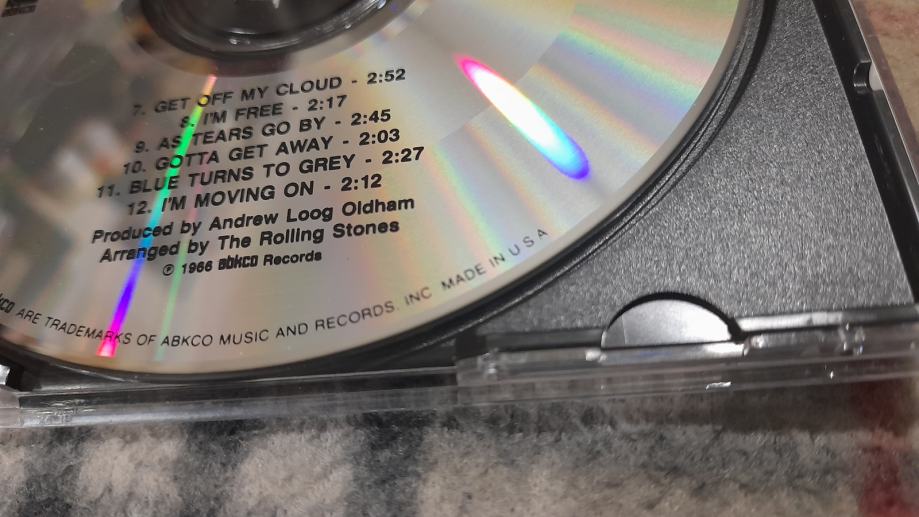 7. GET OFF MY CLOUD - 2:52
8. I'M FREE - 2:17
9. AS TEARS GO BY - 2:45
10. GOTTA GET AWAY - 2:03
11. BLUE TURNS TO GREY - 2:27
12. I'M MOVING ON - 2:12
Produced by Andrew Loog Oldham
Arranged by The Rolling Stones
℗ 1966 abkco Records
ARE TRADEMARKS OF ABKCO MUSIC AND RECORDS. INC MADE IN U S A